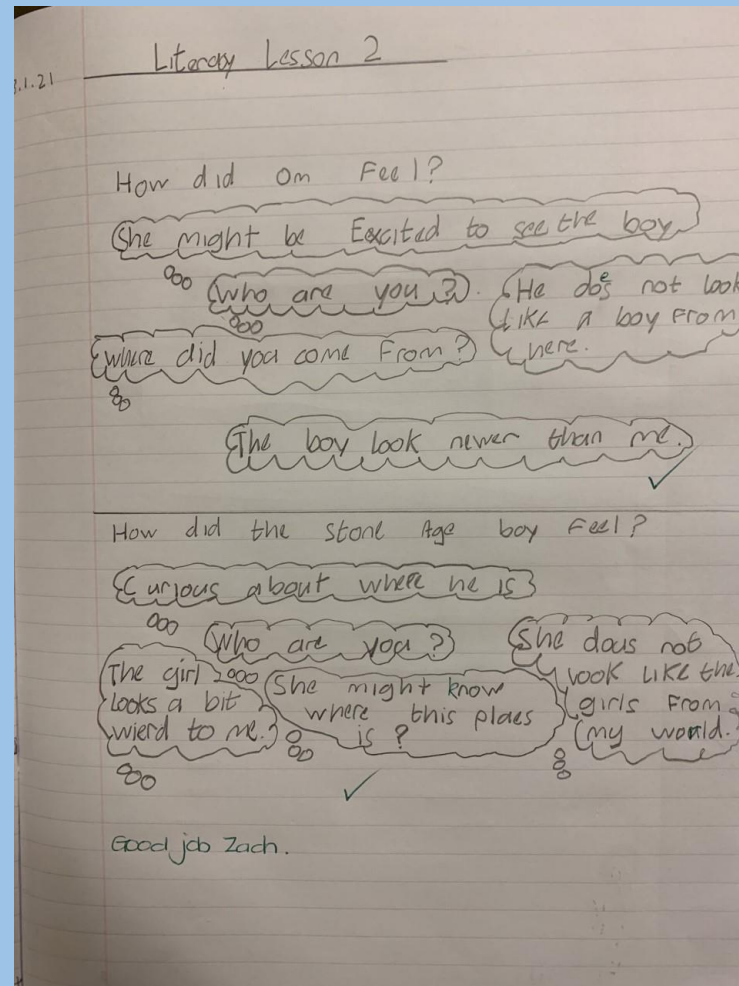 Literacy Lesson 2
3.1.21
How did Om Feel?
She might be Excited to see the boy
Who are you?
He does not look
Like a boy From
here.
where did you come From?
The boy look newer than me.
How did the stone Age boy Feel?
Curious about where he is
Who are you?
She dous not
look Like the
girls From
my world.
The girl
looks a bit
wierd to me.
She might know
where this plaes
is?
Good job Zach.